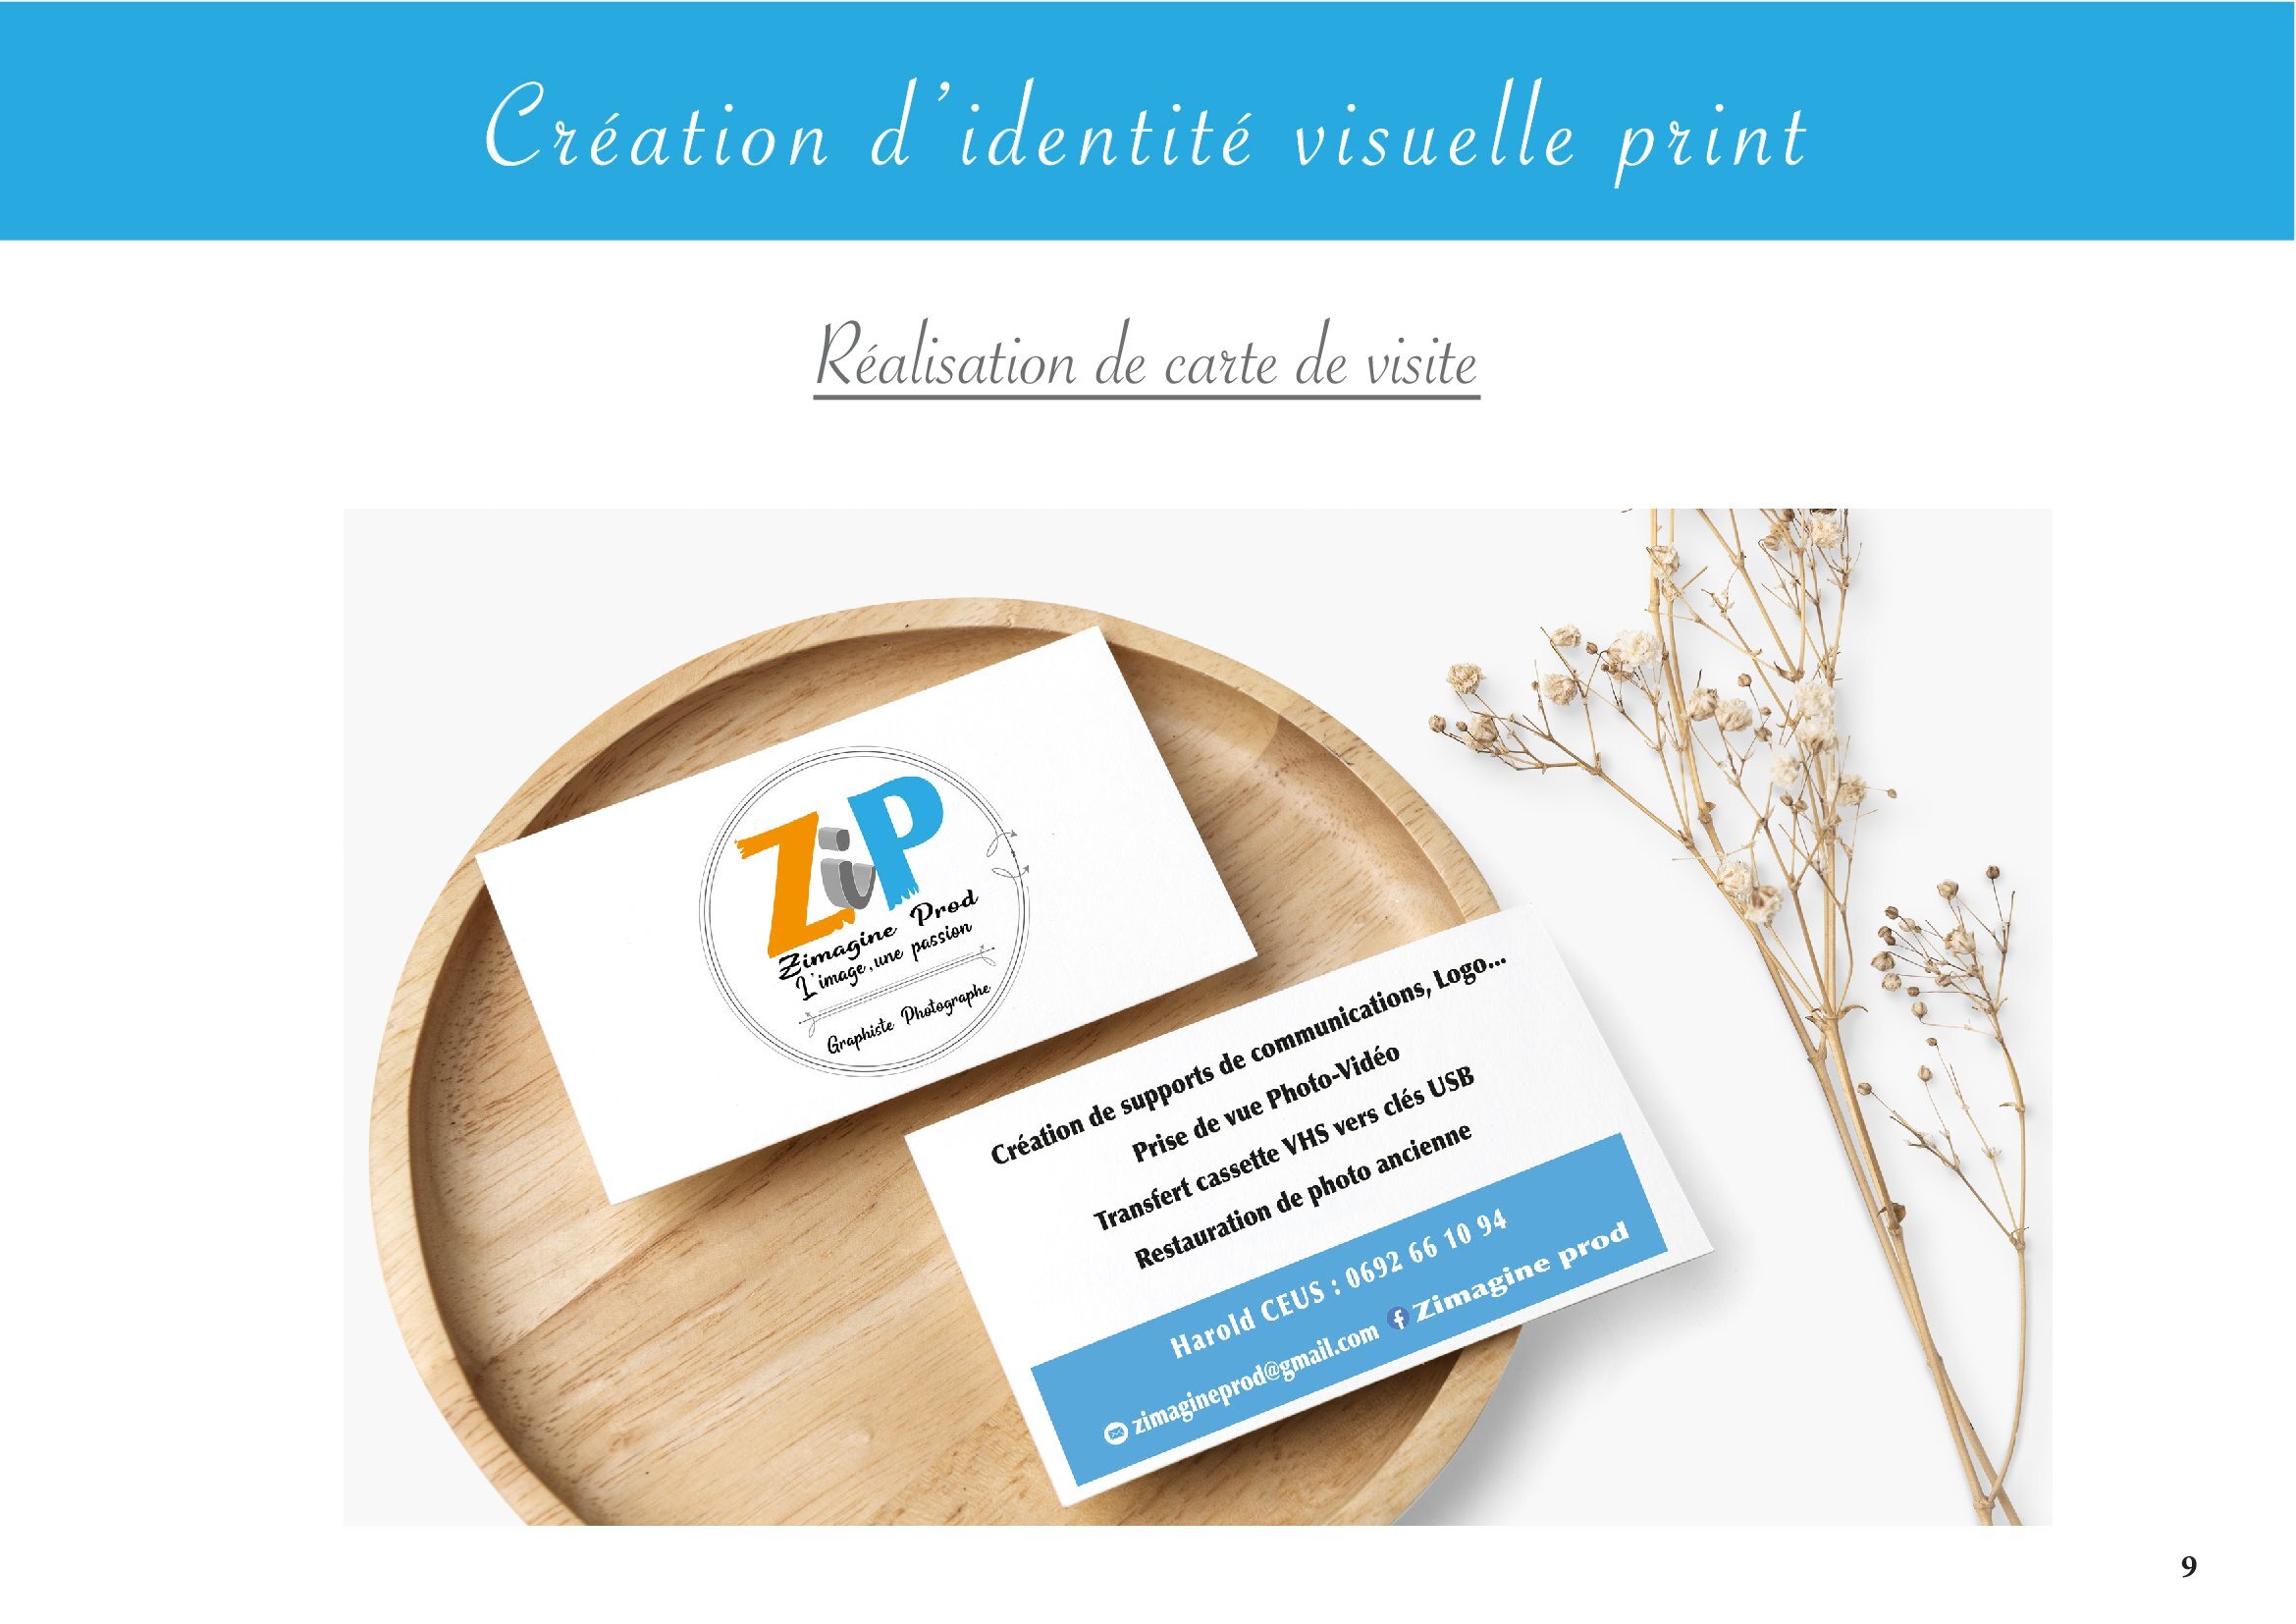 Création d’identité visuelle print
Réalisation de carte de visite
ZiP
Zimagine Prod
L'image, une passion
Graphiste Photographe
Création de supports de communications, Logo...
Prise de vue Photo-Vidéo
Transfert cassette VHS vers clés USB
Restauration de photo ancienne
Harold CEUS : 0692 66 10 94
zimagineprod@gmail.com f Zimagine prod
9